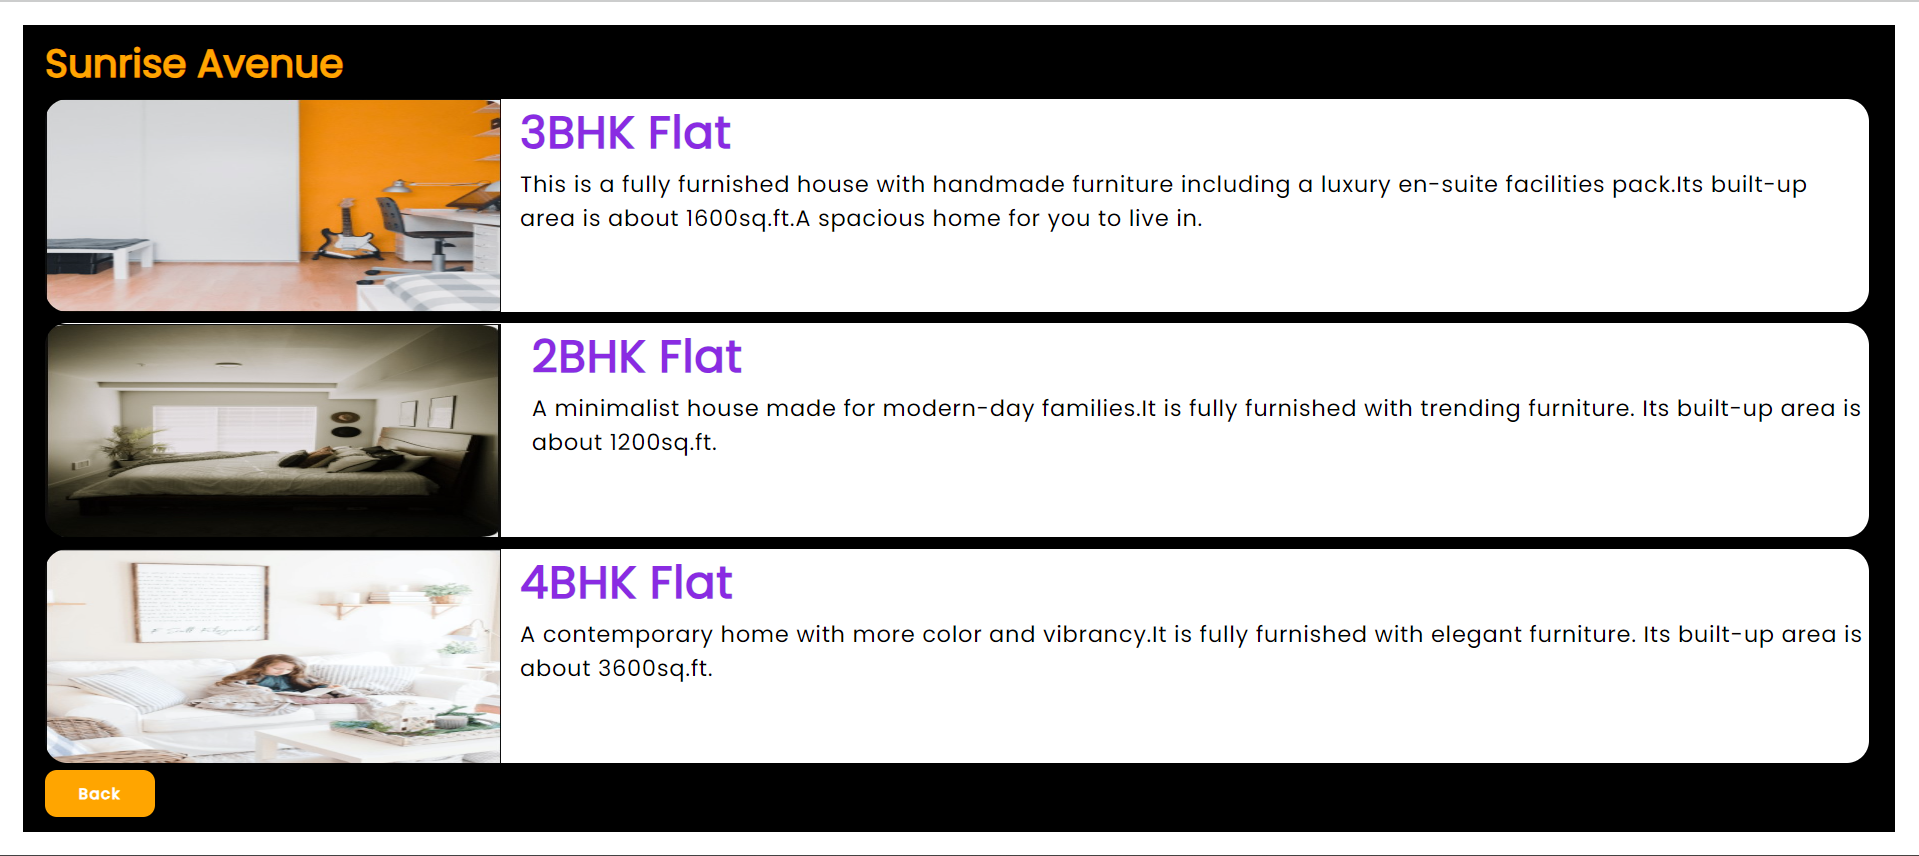 Sunrise Avenue
3BHK Flat
This is a fully furnished house with handmade furniture including a luxury en-suite facilities pack.Its built-up
area is about 1600sq.ft.A spacious home for you to live in.
2BHK Flat
A minimalist house made for modern-day families.It is fully furnished with trending furniture. Its built-up area is
about 1200sq.ft.
4BHK Flat
A contemporary home with more color and vibrancy.It is fully furnished with elegant furniture. Its built-up area is
about 3600sq.ft.
Back